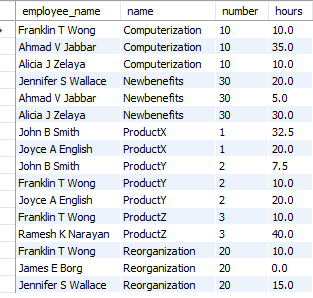 employee_name name number hours
Franklin T Wong Computerization 10 10.0
Ahmad V Jabbar Computerization 10 35.0
Alicia J Zelaya Computerization 10 10.0
Jennifer S Wallace Newbenefits 30 20.0
Ahmad V Jabbar Newbenefits 30 5.0
Alicia J Zelaya Newbenefits 30 30.0
John B Smith ProductX 1 32.5
Joyce A English ProductX 1 20.0
John B Smith ProductY 2 7.5
Franklin T Wong ProductY 2 10.0
Joyce A English ProductY 2 20.0
Franklin T Wong ProductZ 3 10.0
Ramesh K Narayan ProductZ 3 40.0
Franklin T Wong Reorganization 20 10.0
James E Borg Reorganization 20 0.0
Jennifer S Wallace Reorganization 20 15.0